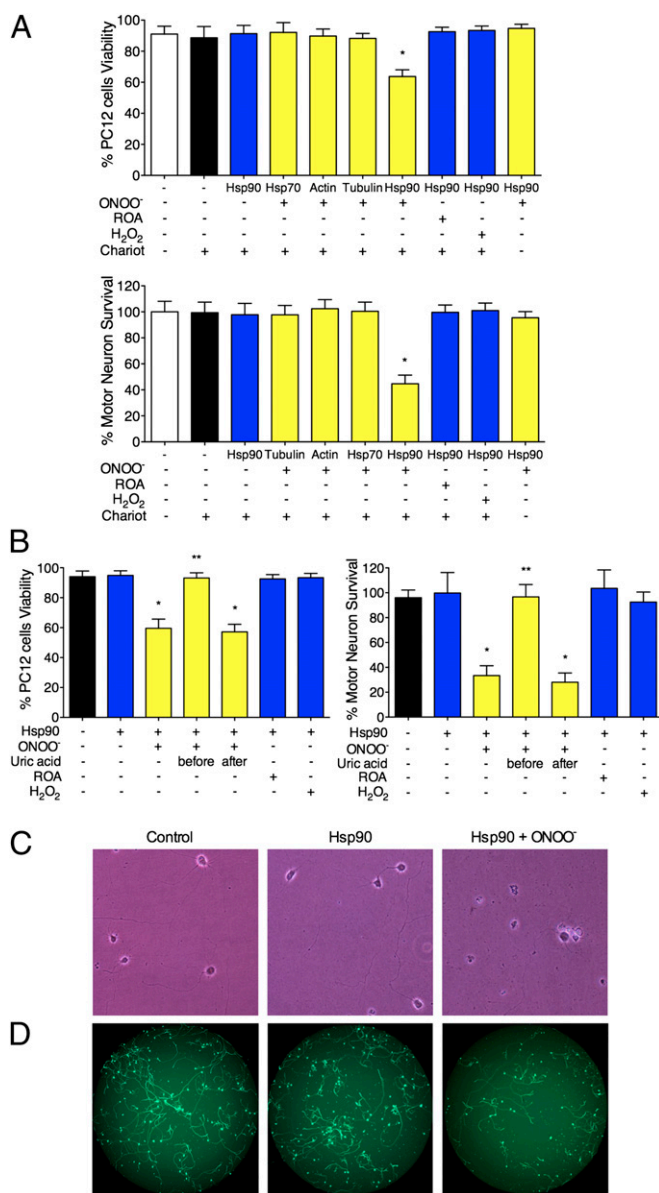 A
% PC12 cells Viability
100
80
60
40
20
0
*
- - Hsp90 Hsp70 Actin Tubulin Hsp90 Hsp90 Hsp90 Hsp90
ONOO⁻ - - - + + + + - - +
ROA - - - - - - - + - -
H₂O₂ - - - - - - - - + -
Chariot - + + + + + + + + -
% Motor Neuron Survival
120
100
80
60
40
20
0
*
- - Hsp90 Tubulin Actin Hsp70 Hsp90 Hsp90 Hsp90 Hsp90
ONOO⁻ - - - + + + + - - +
ROA - - - - - - - + - -
H₂O₂ - - - - - - - - + -
Chariot - + + + + + + + + -
B
% PC12 cells Viability
100
80
60
40
20
0
* ** *
Hsp90 - + + + + + +
ONOO⁻ - - + + + - -
Uric acid - - - before after - -
ROA - - - - - + -
H₂O₂ - - - - - - +
% Motor Neuron Survival
120
100
80
60
40
20
0
* ** *
Hsp90 - + + + + + +
ONOO⁻ - - + + + - -
Uric acid - - - before after - -
ROA - - - - - + -
H₂O₂ - - - - - - +
C
Control Hsp90 Hsp90 + ONOO⁻
D